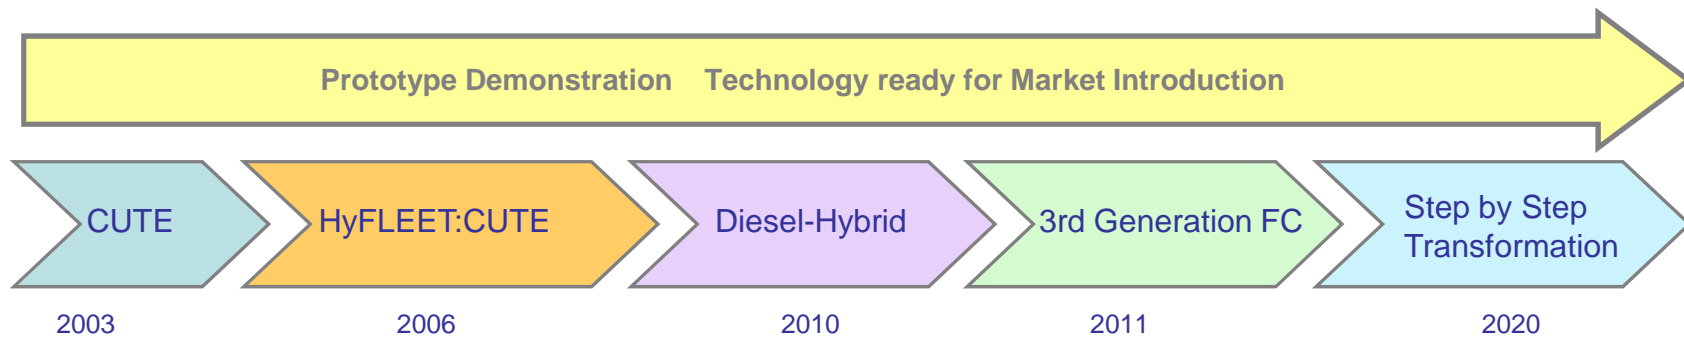 Prototype Demonstration Technology ready for Market Introduction
CUTE
HyFLEET:CUTE
Diesel-Hybrid
3rd Generation FC
Step by Step
Transformation
2003
2006
2010
2011
2020